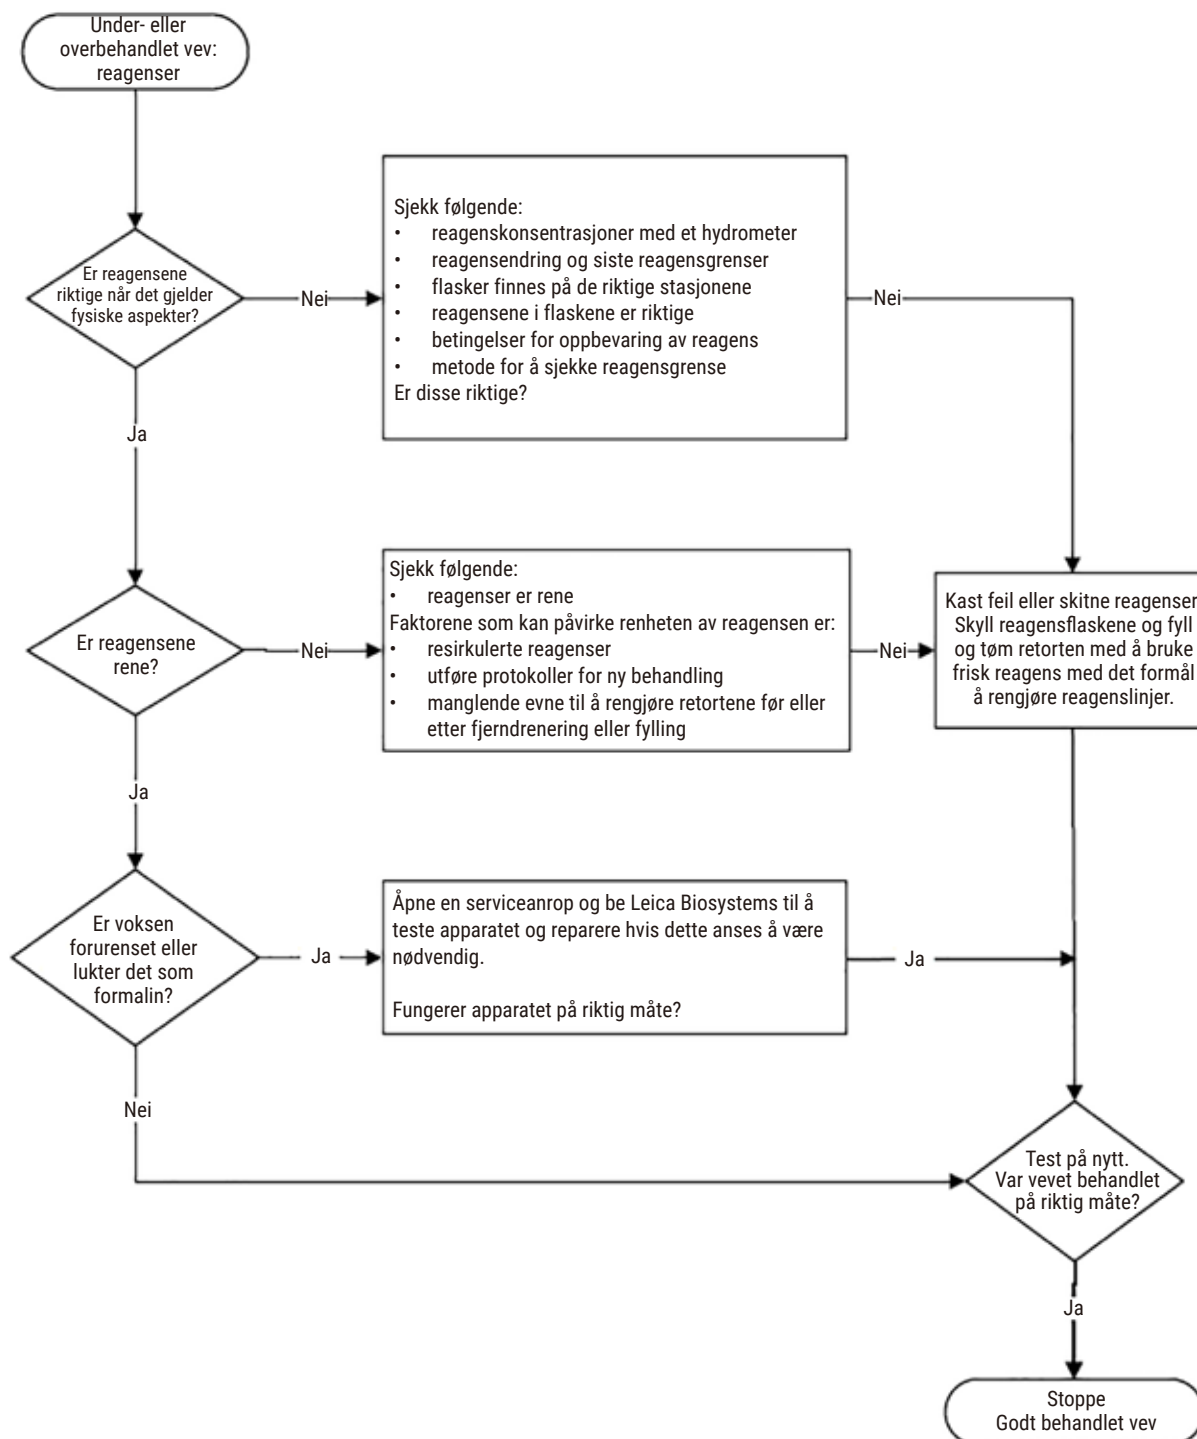 Under- eller
overbehandlet vev:
reagenser
Er reagensene
riktige når det gjelder
fysiske aspekter?
Nei
Sjekk følgende:
• reagenskonsentrasjoner med et hydrometer
• reagensendring og siste reagensgrenser
• flasker finnes på de riktige stasjonene
• reagensene i flaskene er riktige
• betingelser for oppbevaring av reagens
• metode for å sjekke reagensgrense
Er disse riktige?
Nei
Ja
Er reagensene
rene?
Nei
Sjekk følgende:
• reagenser er rene
Faktorene som kan påvirke renheten av reagensen er:
• resirkulerte reagenser
• utføre protokoller for ny behandling
• manglende evne til å rengjøre retortene før eller
etter fjerndrenering eller fylling
Nei
Kast feil eller skitne reagenser.
Skyll reagensflaskene og fyll
og tøm retorten med å bruke
frisk reagens med det formål
å rengjøre reagenslinjer.
Ja
Er voksen
forurenset eller
lukter det som
formalin?
Ja
Åpne en serviceanrop og be Leica Biosystems til å
teste apparatet og reparere hvis dette anses å være
nødvendig.
Fungerer apparatet på riktig måte?
Ja
Nei
Test på nytt.
Var vevet behandlet
på riktig måte?
Ja
Stoppe
Godt behandlet vev